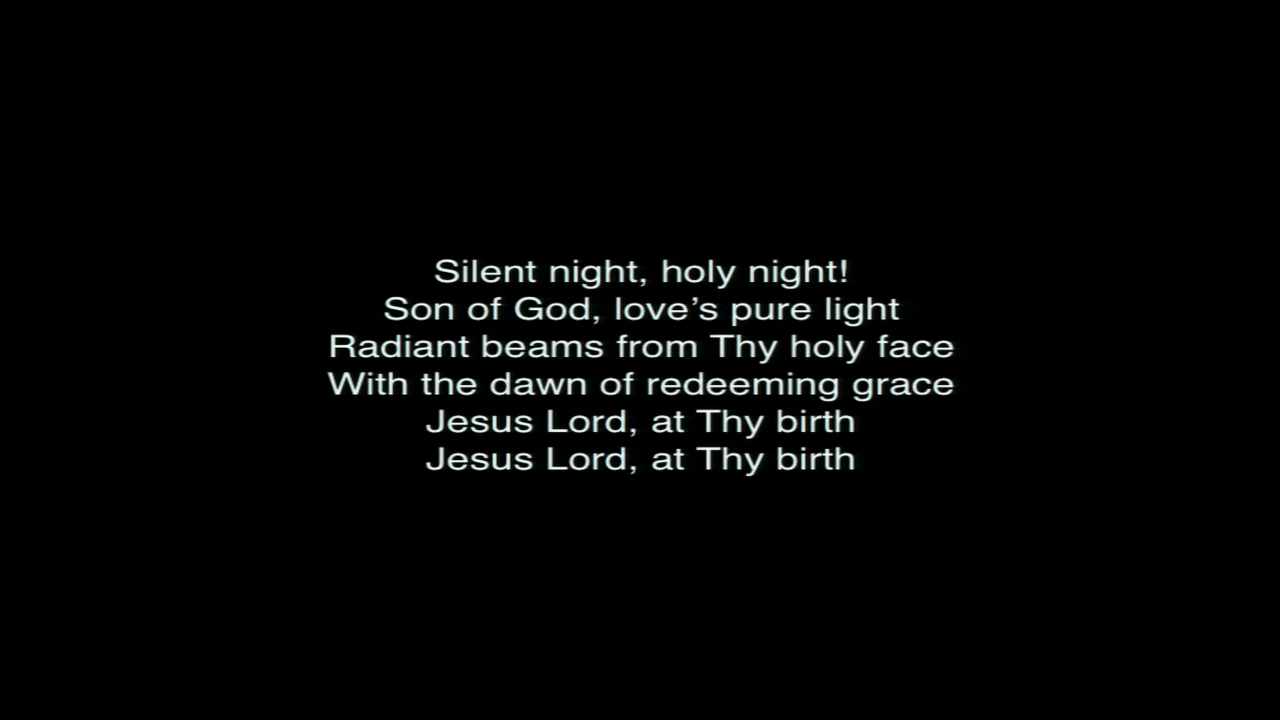 Silent night, holy night!
Son of God, love’s pure light
Radiant beams from Thy holy face
With the dawn of redeeming grace
Jesus Lord, at Thy birth
Jesus Lord, at Thy birth